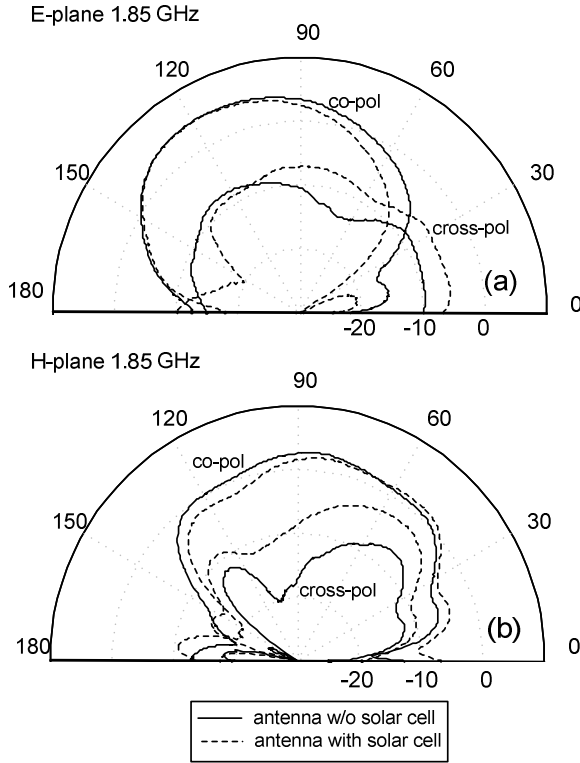 E-plane 1.85 GHz
90
120
60
co-pol
150
30
cross-pol
(a)
180
0
-20
-10
0
H-plane 1.85 GHz
90
120
60
co-pol
150
30
cross-pol
(b)
180
0
-20
-10
0
antenna w/o solar cell
antenna with solar cell